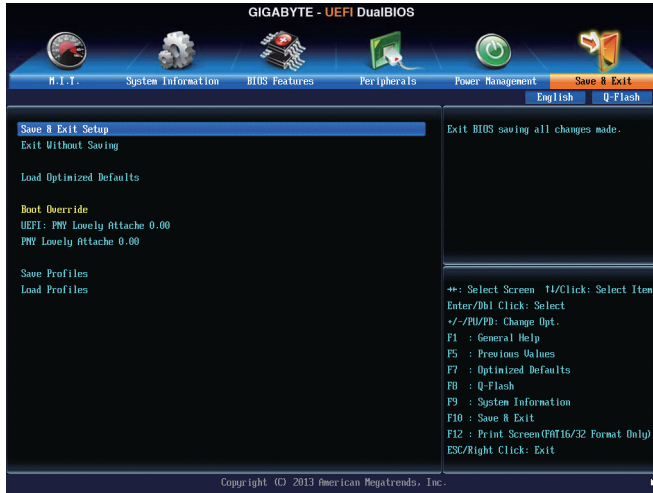 GIGABYTE - UEFI DualBIOS
M.I.T.
System Information
BIOS Features
Peripherals
Power Management
Save & Exit
English
Q-Flash
Save & Exit Setup
Exit Without Saving
Load Optimized Defaults
Boot Override
UEFI: PNY Lovely Attache 0.00
PNY Lovely Attache 0.00
Save Profiles
Load Profiles
Exit BIOS saving all changes made.
→←: Select Screen ↑↓/Click: Select Item
Enter/Dbl Click: Select
+/-/PU/PD: Change Opt.
F1 : General Help
F5 : Previous Values
F7 : Optimized Defaults
F8 : Q-Flash
F9 : System Information
F10 : Save & Exit
F12 : Print Screen(FAT16/32 Format Only)
ESC/Right Click: Exit
Copyright (C) 2013 American Megatrends, Inc.